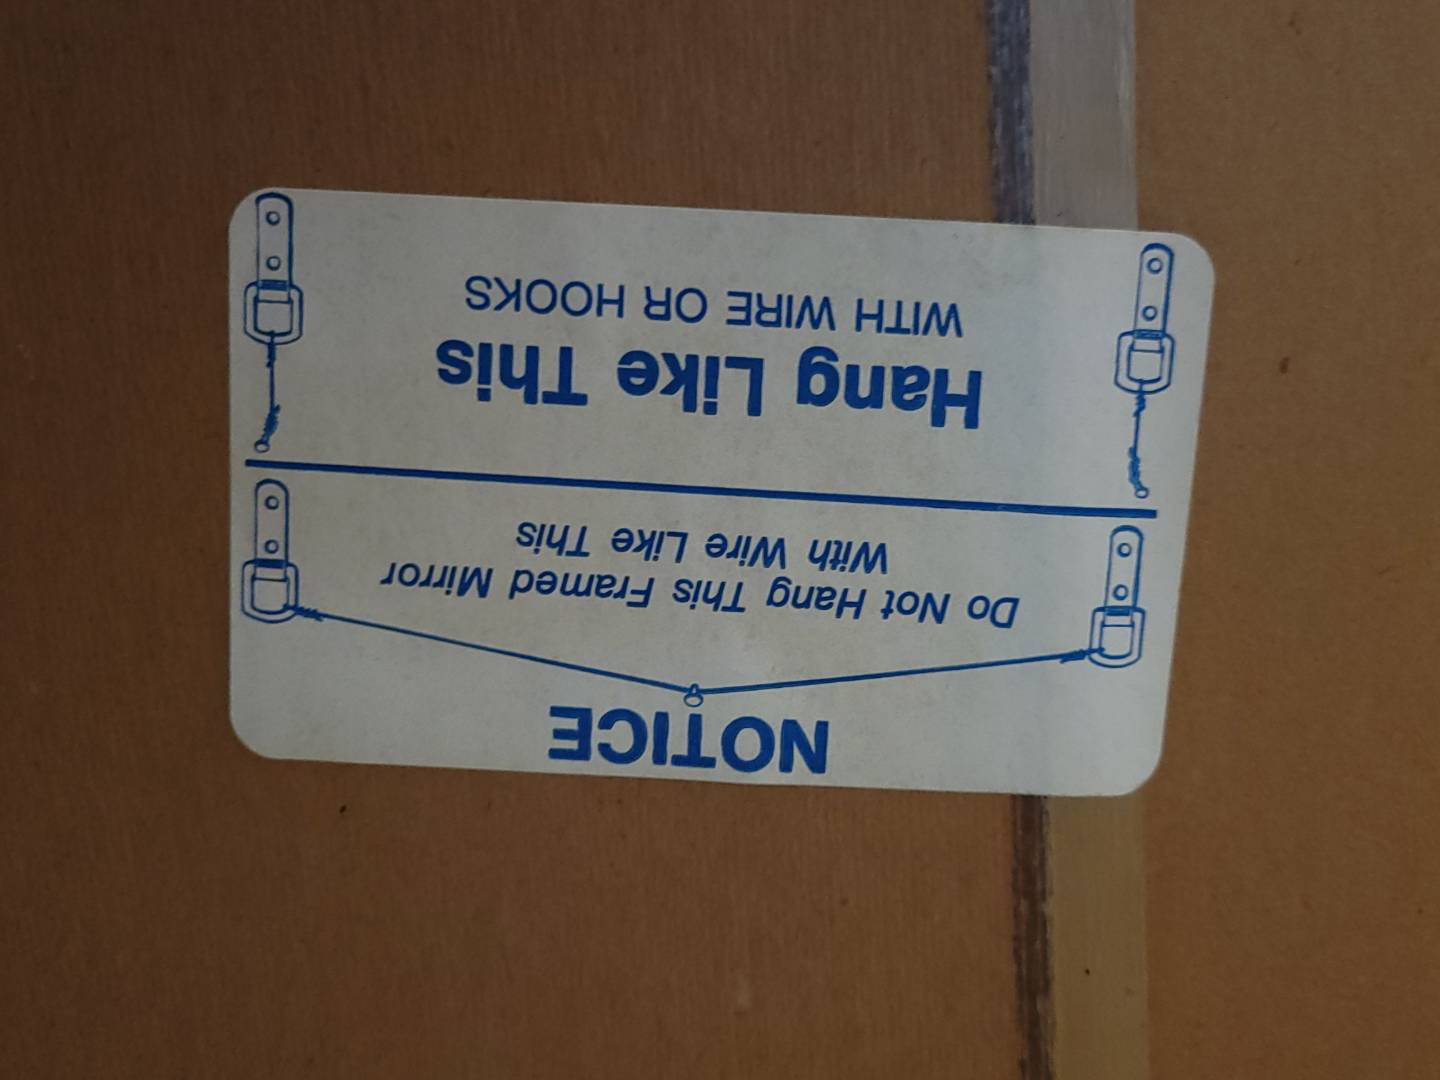 NOTICE
Do Not Hang This Framed Mirror
With Wire Like This
Hang Like This
WITH WIRE OR HOOKS